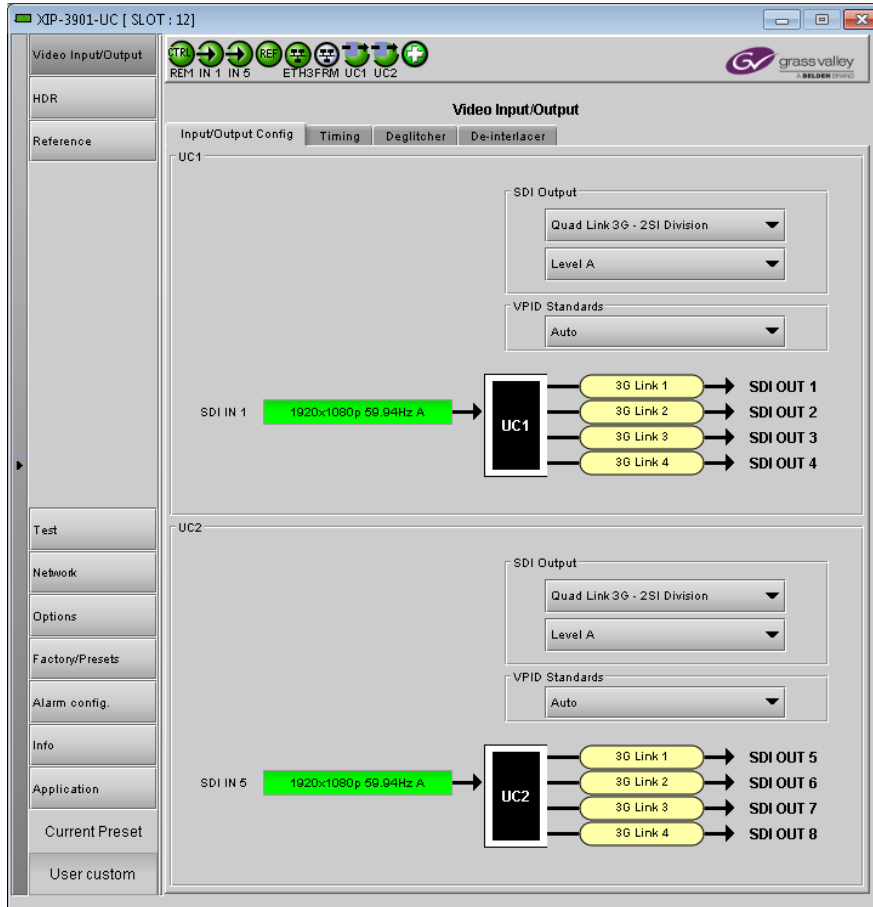 XIP-3901-UC [ SLOT : 12]
Video Input/Output
HDR
Reference
Test
Network
Options
Factory/Presets
Alarm config.
Info
Application
Current Preset
User custom
CTRL REF
REM IN 1 IN 5 ETH3FRM UC1 UC2
GV grass valley
A BELDEN BRAND
Video Input/Output
Input/Output Config Timing Deglitcher De-interlacer
UC1
SDI Output
Quad Link 3G - 2SI Division
Level A
VPID Standards
Auto
SDI IN 1 1920x1080p 59.94Hz A UC1
3G Link 1 SDI OUT 1
3G Link 2 SDI OUT 2
3G Link 3 SDI OUT 3
3G Link 4 SDI OUT 4
UC2
SDI Output
Quad Link 3G - 2SI Division
Level A
VPID Standards
Auto
SDI IN 5 1920x1080p 59.94Hz A UC2
3G Link 1 SDI OUT 5
3G Link 2 SDI OUT 6
3G Link 3 SDI OUT 7
3G Link 4 SDI OUT 8